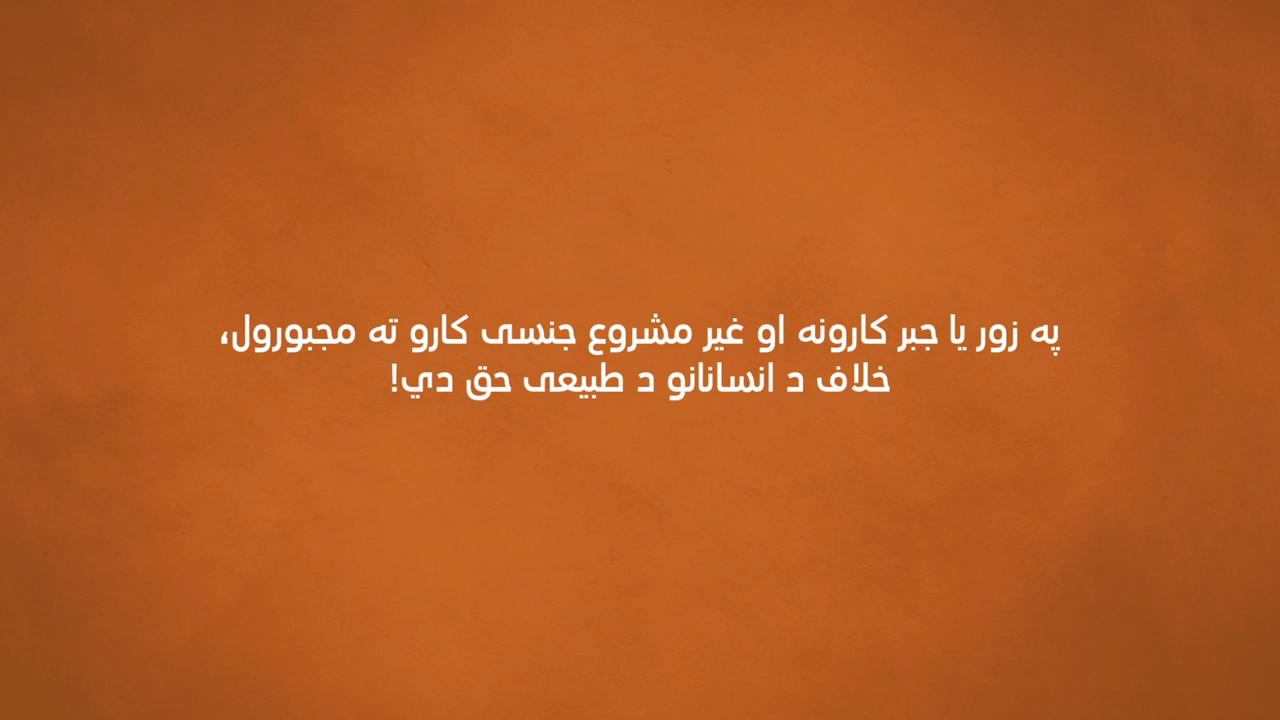 په زور یا جبر کارونه او غیر مشروع جنسی کارو ته مجبورول،
خلاف د انسانانو د طبیعی حق دي!